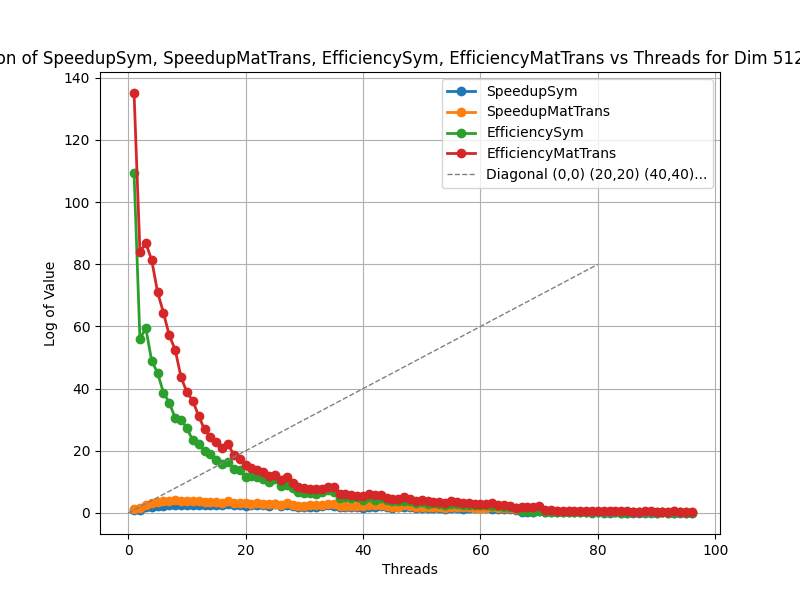 on of SpeedupSym, SpeedupMatTrans, EfficiencySym, EfficiencyMatTrans vs Threads for Dim 512
140
120
100
80
60
40
20
0
Log of Value
SpeedupSym
SpeedupMatTrans
EfficiencySym
EfficiencyMatTrans
Diagonal (0,0) (20,20) (40,40)...
0 20 40 60 80 100
Threads